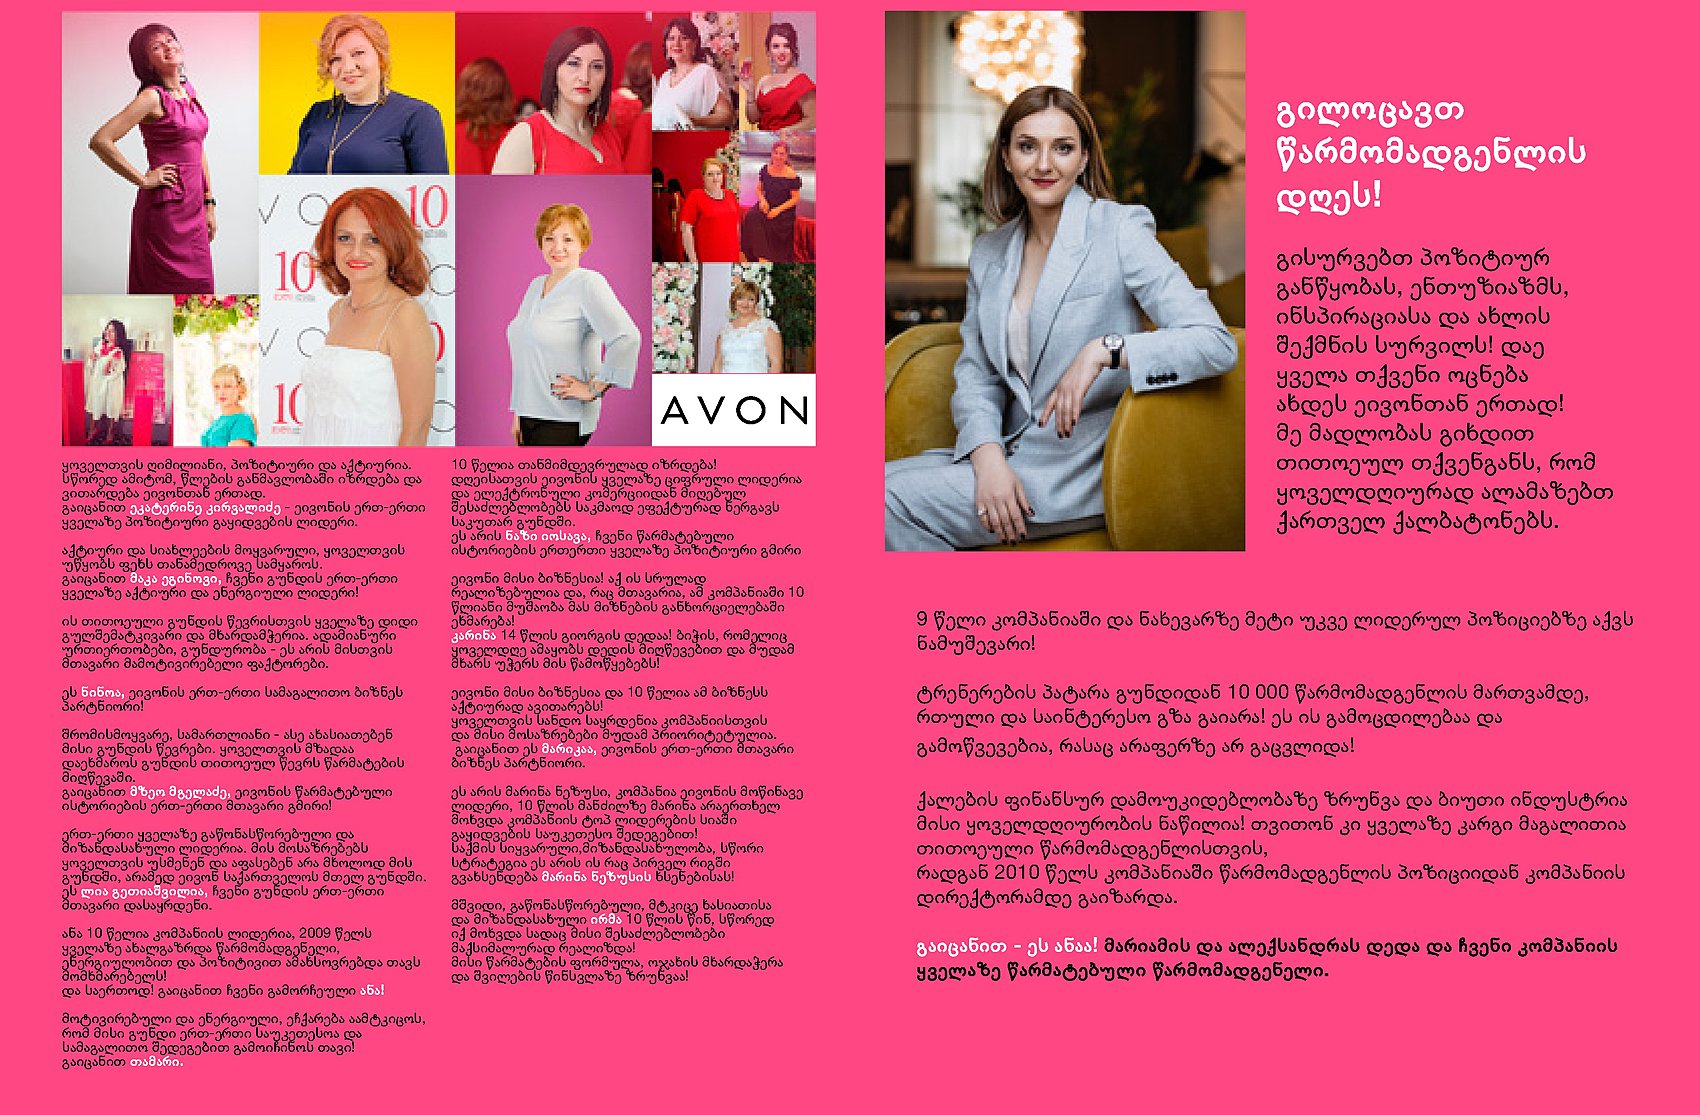 AVON
10
10
10
ყოველთვის ღიმილიანი, პოზიტიური და აქტიურია.
სწორედ ამიტომ, წლების განმავლობაში იზრდება და
ვითარდება ეივონთან ერთად.
გაიცანით ეკატერინე კირვალიძე - ეივონის ერთ-ერთი
ყველაზე პოზიტიური გაყიდვების ლიდერი.
აქტიური და სიახლეების მოყვარული, ყოველთვის
უწყობს ფეხს თანამედროვე სამყაროს.
გაიცანით მაკა ეგინოვი, ჩვენი გუნდის ერთ-ერთი
ყველაზე აქტიური და ენერგიული ლიდერი!
ის თითოეული გუნდის წევრისთვის ყველაზე დიდი
გულშემატკივარი და მხარდამჭერია. ადამიანური
ურთიერთობები, გუნდურობა - ეს არის მისთვის
მთავარი მამოტივირებელი ფაქტორები.
ეს ნინოა, ეივონის ერთ-ერთი სამაგალითო ბიზნეს
პარტნიორი!
შრომისმოყვარე, სამართლიანი - ასე ახასიათებენ
მისი გუნდის წევრები. ყოველთვის მზადაა
დაეხმაროს გუნდის თითოეულ წევრს წარმატების
მიღწევაში.
გაიცანით მზეო მგელაძე, ეივონის წარმატებული
ისტორიების ერთ-ერთი მთავარი გმირი!
ერთ-ერთი ყველაზე გაწონასწორებული და
მიზანდასახული ლიდერია. მის მოსაზრებებს
ყოველთვის უსმენენ და აფასებენ არა მხოლოდ მის
გუნდში, არამედ ეივონ საქართველოს მთელ გუნდში.
ეს ლია გეთიაშვილია, ჩვენი გუნდის ერთ-ერთი
მთავარი დასაყრდენი.
ანა 10 წელია კომპანიის ლიდერია, 2009 წელს
ყველაზე ახალგაზრდა წარმომადგენელი,
ენერგიულობით და პოზიტივით ამახსოვრებდა თავს
მომხმარებელს!
და საერთოდ! გაიცანით ჩვენი გამორჩეული ანა!
მოტივირებული და ენერგიული, ეჩქარება აამტკიცოს,
რომ მისი გუნდი ერთ-ერთი საუკეთესოა და
სამაგალითო შედეგებით გამოიჩინოს თავი!
გაიცანით თამარი.
10 წელია თანმიმდევრულად იზრდება!
დღეისათვის ეივონის ყველაზე ციფრული ლიდერია
და ელექტრონული კომერციიდან მიღებულ
შესაძლებლობებს საკმაოდ ეფექტურად ნერგავს
საკუთარ გუნდში.
ეს არის ნაზი იოსავა, ჩვენი წარმატებული
ისტორიების ერთერთი ყველაზე პოზიტიური გმირი
ეივონი მისი ბიზნესია! აქ ის სრულად
რეალიზებულია და, რაც მთავარია, ამ კომპანიაში 10
წლიანი მუშაობა მას მიზნების განხორციელებაში
ეხმარება!
კარინა 14 წლის გიორგის დედაა! ბიჭის, რომელიც
ყოველდღე ამაყობს დედის მიღწევებით და მუდამ
მხარს უჭერს მის წამოწყებებს!
ეივონი მისი ბიზნესია და 10 წელია ამ ბიზნესს
აქტიურად ავითარებს!
ყოველთვის სანდო საყრდენია კომპანიისთვის
და მისი მოსაზრებები მუდამ პრიორიტეტულია.
გაიცანით ეს მარიკაა, ეივონის ერთ-ერთი მთავარი
ბიზნეს პარტნიორი.
ეს არის მარინა ნეზუსი, კომპანია ეივონის მოწინავე
ლიდერი, 10 წლის მანძილზე მარინა არაერთხელ
მოხვდა კომპანიის ტოპ ლიდერების სიაში
გაყიდვების საუკეთესო შედეგებით!
საქმის სიყვარული,მიზანდასახულობა, სწორი
სტრატეგია ეს არის ის რაც პირველ რიგში
გვახსენდება მარინა ნეზუსის ხსენებისას!
მშვიდი, გაწონასწორებული, მტკიცე ხასიათისა
და მიზანდასახული ირმა 10 წლის წინ, სწორედ
იქ მოხვდა სადაც მისი შესაძლებლობები
მაქსიმალურად რეალიზდა!
მისი წარმატების ფორმულა, ოჯახის მხარდაჭერა
და შვილების წინსვლაზე ზრუნვაა!
გილოცავთ
წარმომადგენლის
დღეს!
გისურვებთ პოზიტიურ
განწყობას, ენთუზიაზმს,
ინსპირაციასა და ახლის
შექმნის სურვილს! დაე
ყველა თქვენი ოცნება
ახდეს ეივონთან ერთად!
მე მადლობას გიხდით
თითოეულ თქვენგანს, რომ
ყოველდღიურად ალამაზებთ
ქართველ ქალბატონებს.
9 წელი კომპანიაში და ნახევარზე მეტი უკვე ლიდერულ პოზიციებზე აქვს
ნამუშევარი!
ტრენერების პატარა გუნდიდან 10 000 წარმომადგენლის მართვამდე,
რთული და საინტერესო გზა გაიარა! ეს ის გამოცდილებაა და
გამოწვევებია, რასაც არაფერზე არ გაცვლიდა!
ქალების ფინანსურ დამოუკიდებლობაზე ზრუნვა და ბიუთი ინდუსტრია
მისი ყოველდღიურობის ნაწილია! თვითონ კი ყველაზე კარგი მაგალითია
თითოეული წარმომადგენლისთვის,
რადგან 2010 წელს კომპანიაში წარმომადგენლის პოზიციიდან კომპანიის
დირექტორამდე გაიზარდა.
გაიცანით - ეს ანაა! მარიამის და ალექსანდრას დედა და ჩვენი კომპანიის
ყველაზე წარმატებული წარმომადგენელი.